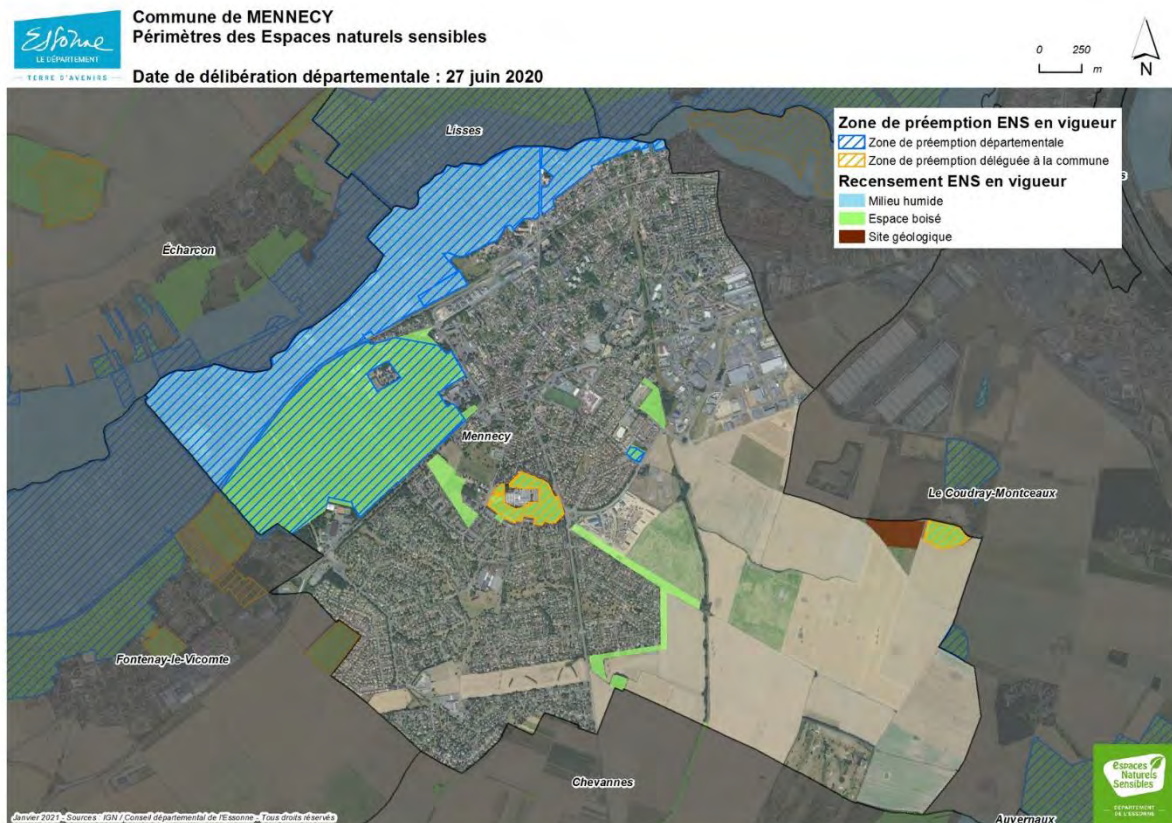 Essonne
LE DÉPARTEMENT
TERRE D'AVENIRS
Commune de MENNECY
Périmètres des Espaces naturels sensibles
Date de délibération départementale : 27 juin 2020
0 250
m
N
Zone de préemption ENS en vigueur
Zone de préemption départementale
Zone de préemption déléguée à la commune
Recensement ENS en vigueur
Milieu humide
Espace boisé
Site géologique
s
Lisses
Écharcon
Mennecy
Le Coudray-Montceaux
Fontenay-le-Vicomte
Chevannes
Auvernaux
Espaces
Naturels
Sensibles
DÉPARTEMENT
DE L'ESSONNE
Janvier 2021 - Sources : IGN / Conseil départemental de l'Essonne - Tous droits réservés